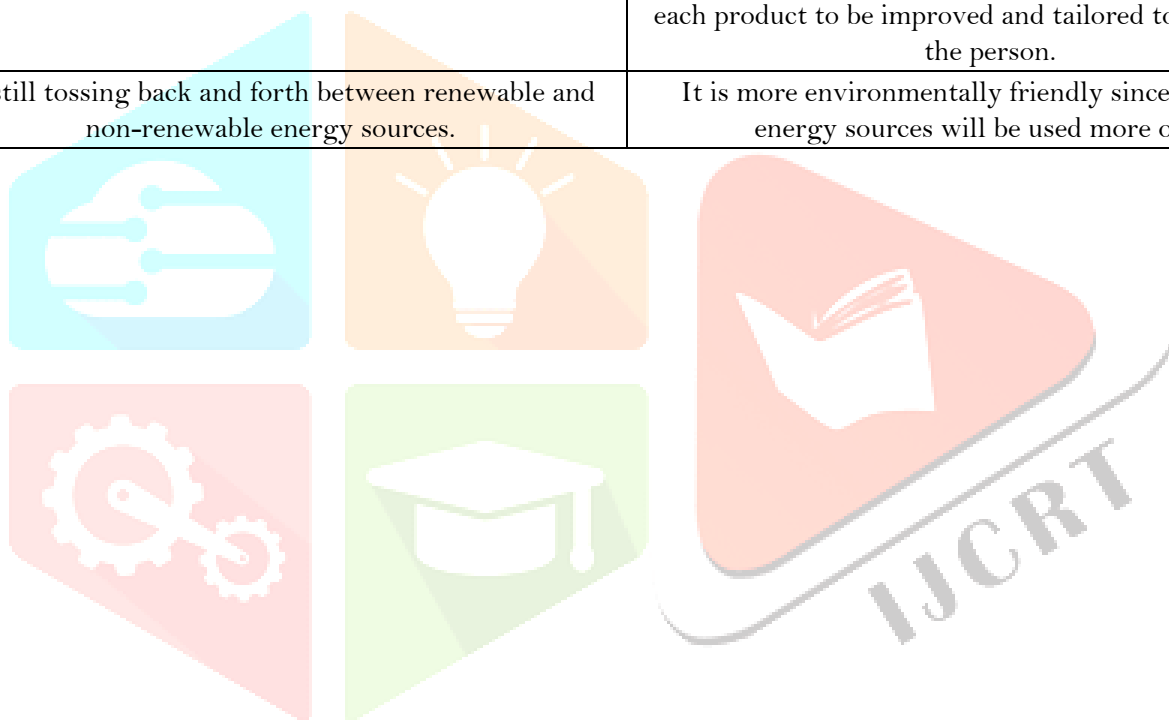 each product to be improved and tailored to
the person.
still tossing back and forth between renewable and
non-renewable energy sources.
It is more environmentally friendly since
energy sources will be used more
IJCRT